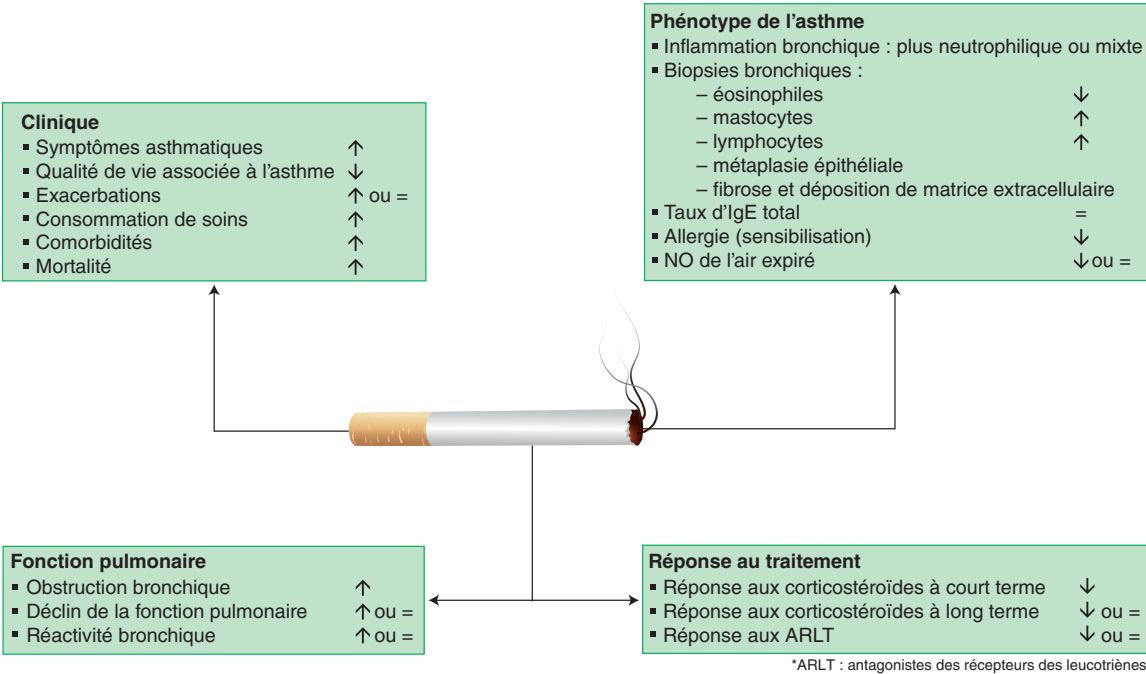 Phénotype de l’asthme
▪ Inflammation bronchique : plus neutrophilique ou mixte
▪ Biopsies bronchiques :
– éosinophiles ↓
– mastocytes ↑
– lymphocytes ↑
– métaplasie épithéliale
– fibrose et déposition de matrice extracellulaire
▪ Taux d’IgE total =
▪ Allergie (sensibilisation) ↓
▪ NO de l’air expiré ↓ ou =
Clinique
▪ Symptômes asthmatiques ↑
▪ Qualité de vie associée à l’asthme ↓
▪ Exacerbations ↑ ou =
▪ Consommation de soins ↑
▪ Comorbidités ↑
▪ Mortalité ↑
Fonction pulmonaire
▪ Obstruction bronchique ↑
▪ Déclin de la fonction pulmonaire ↑ ou =
▪ Réactivité bronchique ↑ ou =
Réponse au traitement
▪ Réponse aux corticostéroïdes à court terme ↓
▪ Réponse aux corticostéroïdes à long terme ↓ ou =
▪ Réponse aux ARLT ↓ ou =
*ARLT : antagonistes des récepteurs des leucotriènes